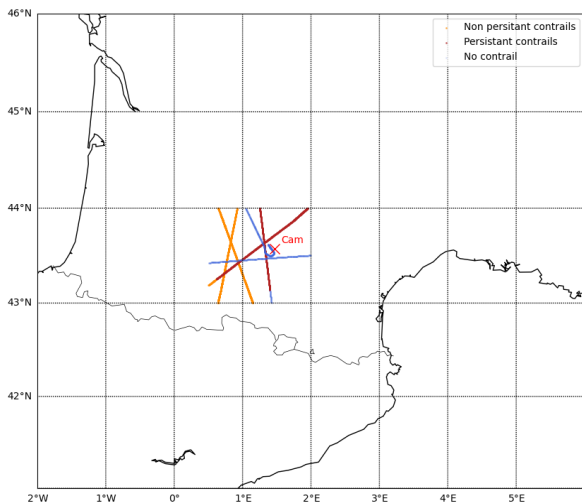 46°N
Non persitant contrails
Persistant contrails
No contrail
45°N
44°N
Cam
43°N
42°N
2°W 1°W 0° 1°E 2°E 3°E 4°E 5°E